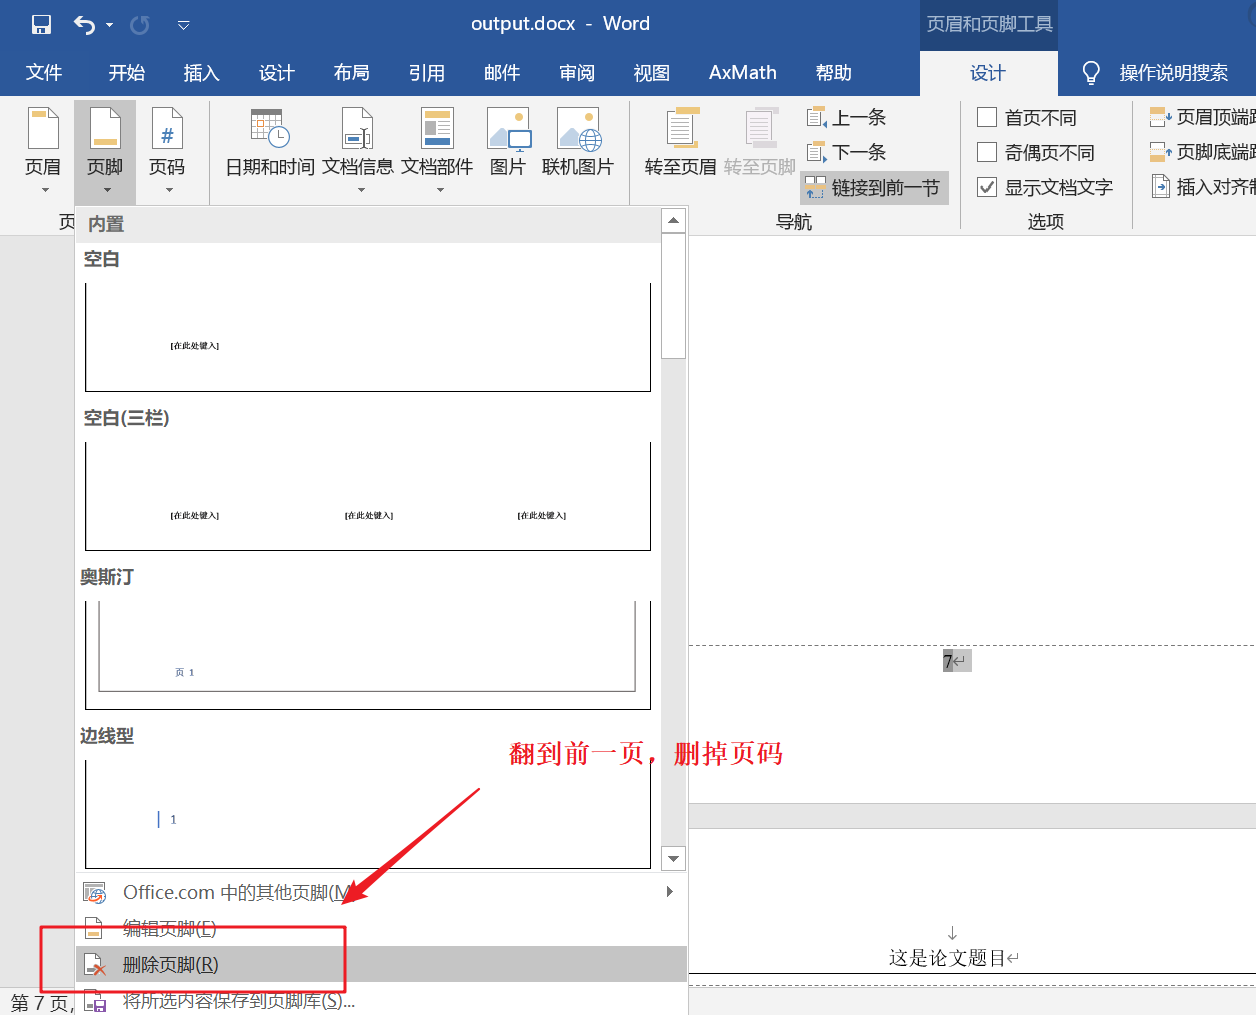 output.docx - Word
页眉和页脚工具
文件 开始 插入 设计 布局 引用 邮件 审阅 视图 AxMath 帮助 设计 操作说明搜索
页眉 页脚 页码 日期和时间 文档信息 文档部件 图片 联机图片 转至页眉 转至页脚
#
上一条
下一条
链接到前一节
导航
首页不同
奇偶页不同
显示文档文字
选项
页眉顶端
页脚底端
插入对齐
页
内置
空白
[在此处键入]
空白(三栏)
[在此处键入] [在此处键入] [在此处键入]
奥斯汀
页 1
边线型
1
Office.com 中的其他页脚(M
编辑页脚(E)
删除页脚(R)
将所选内容保存到页脚库(S)...
翻到前一页，删掉页码
7↵
↓
这是论文题目↵
第 7 页,